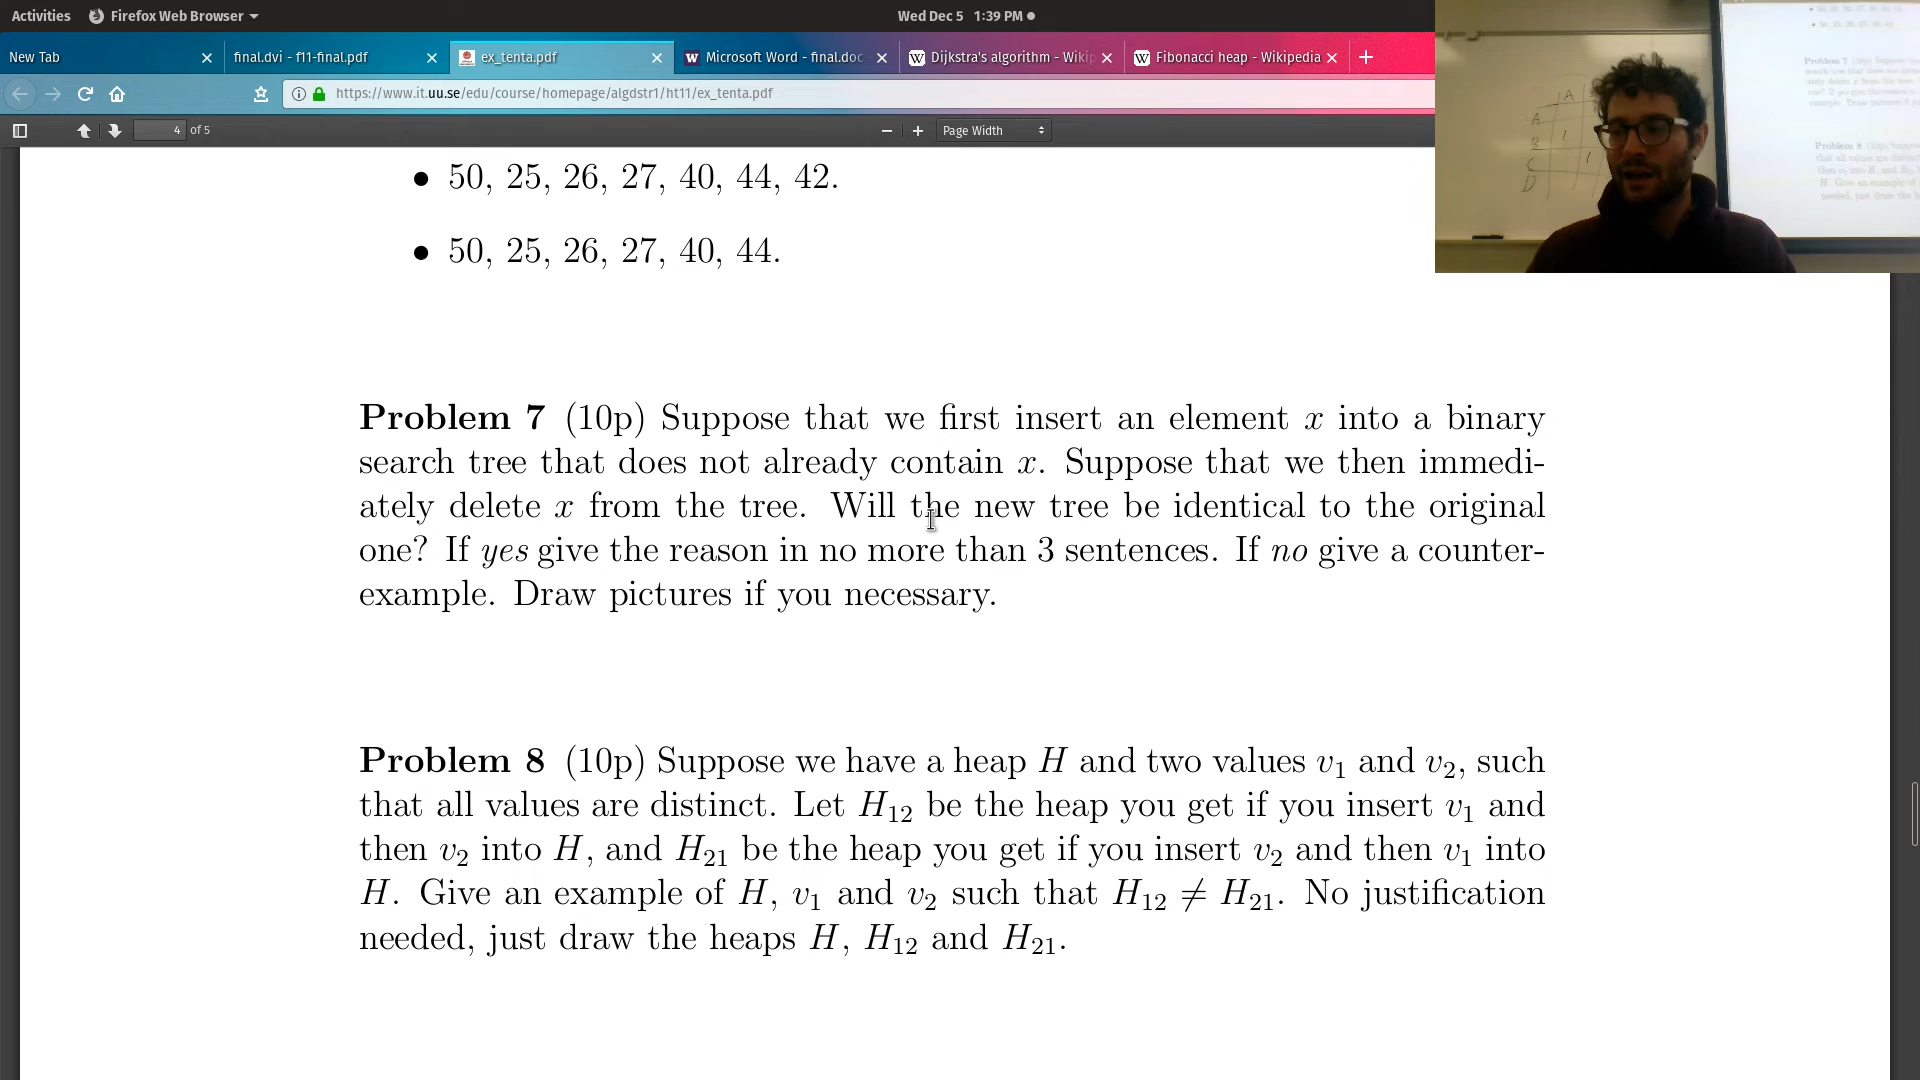 Activities Firefox Web Browser Wed Dec 5 1:39 PM
New Tab final.dvi - f11-final.pdf ex_tenta.pdf Microsoft Word - final.doc Dijkstra's algorithm - Wiki Fibonacci heap - Wikipedia
https://www.it.uu.se/edu/course/homepage/algdstr1/ht11/ex_tenta.pdf
4 of 5 Page Width
• 50, 25, 26, 27, 40, 44, 42.
• 50, 25, 26, 27, 40, 44.
Problem 7 (10p) Suppose that we first insert an element x into a binary
search tree that does not already contain x. Suppose that we then immedi-
ately delete x from the tree. Will the new tree be identical to the original
one? If yes give the reason in no more than 3 sentences. If no give a counter-
example. Draw pictures if you necessary.
Problem 8 (10p) Suppose we have a heap H and two values v₁ and v₂, such
that all values are distinct. Let H₁₂ be the heap you get if you insert v₁ and
then v₂ into H, and H₂₁ be the heap you get if you insert v₂ and then v₁ into
H. Give an example of H, v₁ and v₂ such that H₁₂ ≠ H₂₁. No justification
needed, just draw the heaps H, H₁₂ and H₂₁.
A
A
B 1
C 1
D